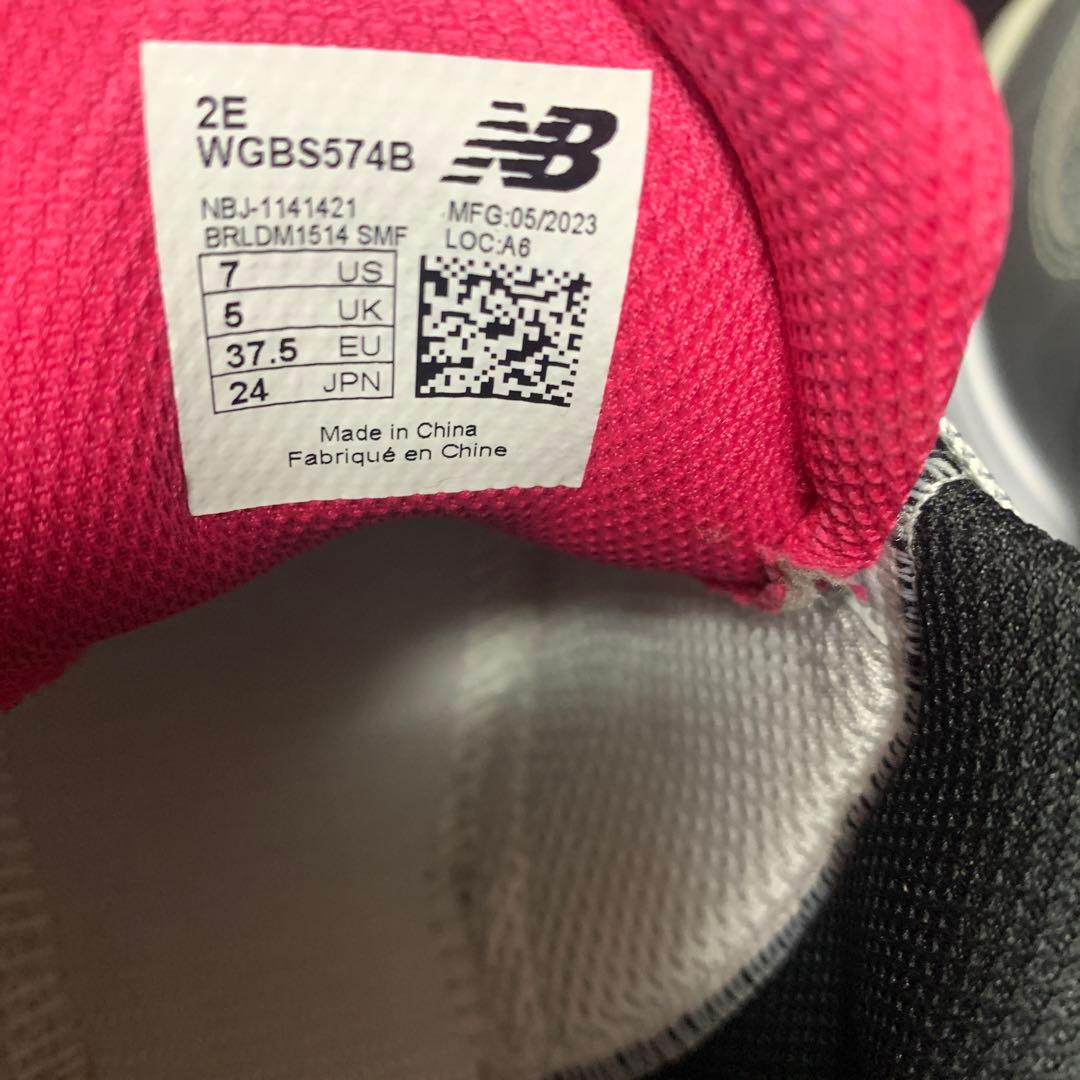 2E
WGBS574B
NB
NBJ-1141421
BRLDM1514 SMF
MFG:05/2023
LOC:A6
7 US
5 UK
37.5 EU
24 JPN
Made in China
Fabriqué en Chine